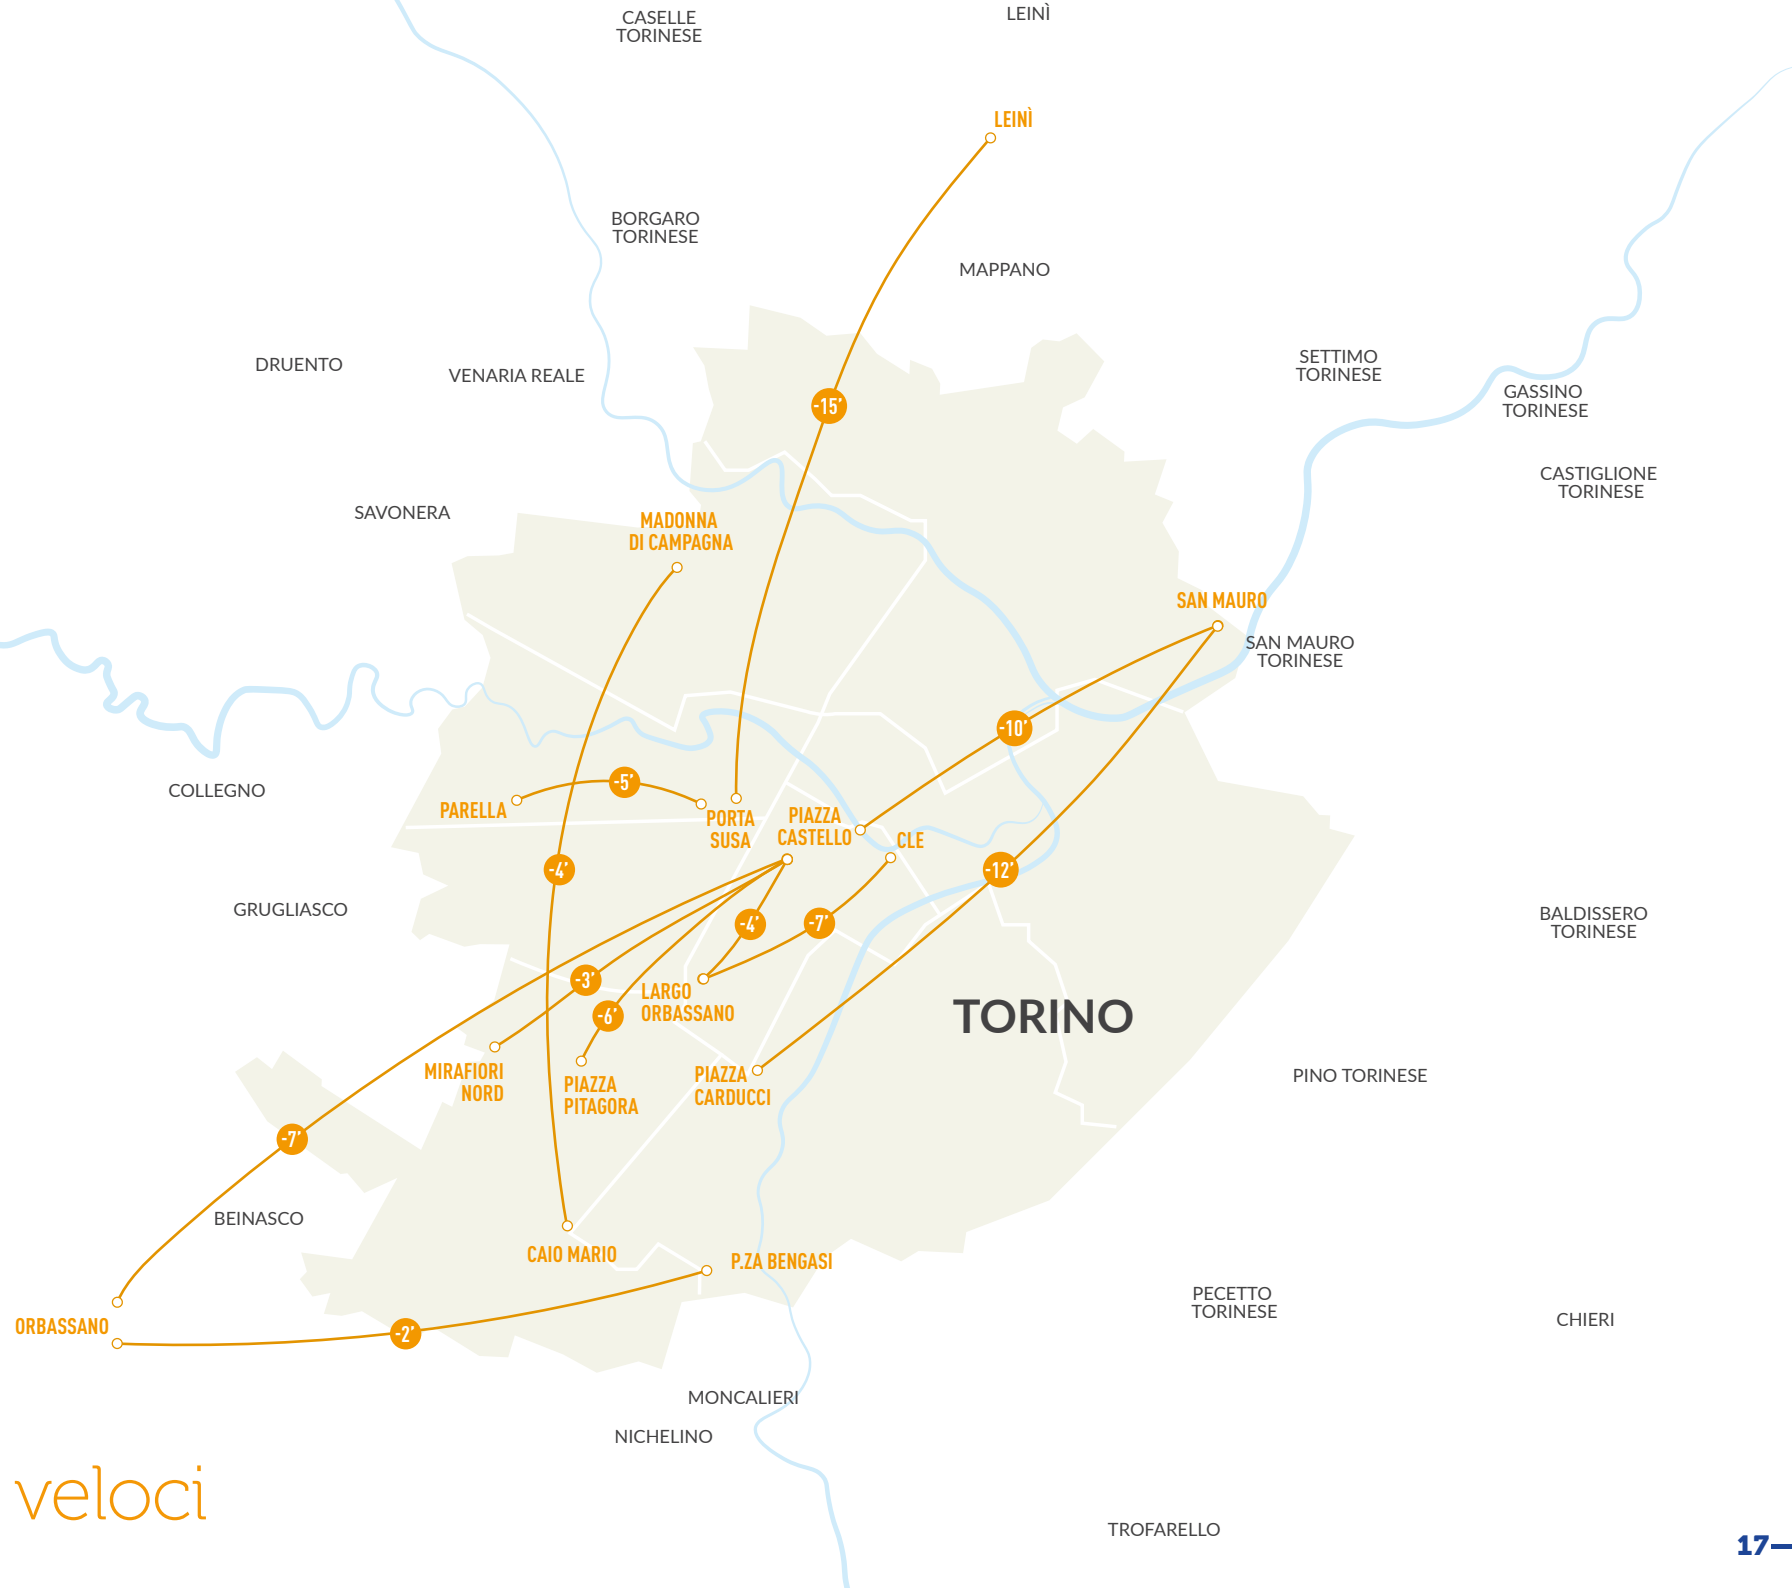 CASELLE
TORINESE
LEINÌ
LEINÌ
BORGARO
TORINESE
MAPPANO
DRUENTO
VENARIA REALE
SETTIMO
TORINESE
GASSINO
TORINESE
-15’
CASTIGLIONE
TORINESE
SAVONERA
MADONNA
DI CAMPAGNA
SAN MAURO
SAN MAURO
TORINESE
-10’
COLLEGNO
-5’
PARELLA
PORTA
SUSA
PIAZZA
CASTELLO
CLE
-4’
-12’
GRUGLIASCO
-4’
-7’
BALDISSERO
TORINESE
-3’
LARGO
ORBASSANO
-6’
TORINO
MIRAFIORI
NORD
PIAZZA
PITAGORA
PIAZZA
CARDUCCI
PINO TORINESE
-7’
BEINASCO
CAIO MARIO
P.ZA BENGASI
ORBASSANO
-2’
PECETTO
TORINESE
CHIERI
MONCALIERI
NICHELINO
veloci
TROFARELLO
17